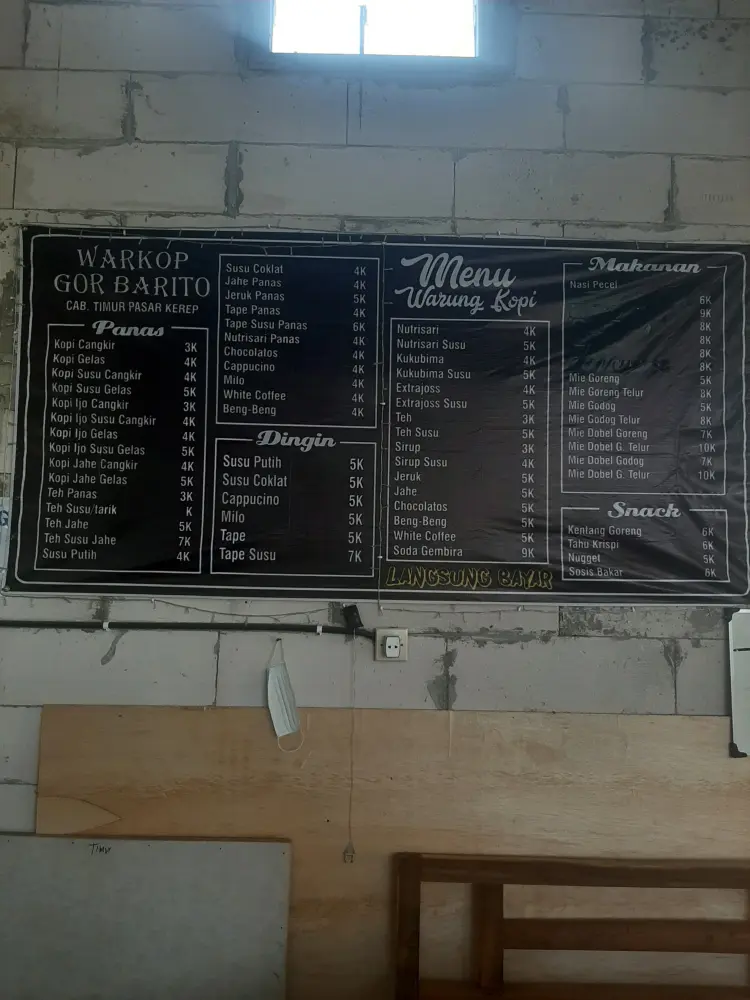 WARKOP
GOR BARITO
CAB. TIMUR PASAR KEREP
Panas
Kopi Cangkir 3K
Kopi Gelas 4K
Kopi Susu Cangkir 4K
Kopi Susu Gelas 5K
Kopi Ijo Cangkir 3K
Kopi Ijo Susu Cangkir 4K
Kopi Ijo Gelas 4K
Kopi Ijo Susu Gelas 5K
Kopi Jahe Cangkir 4K
Kopi Jahe Gelas 5K
Teh Panas 3K
Teh Susu/tarik K
Teh Jahe 5K
Teh Susu Jahe 7K
Susu Putih 4K
Susu Coklat 4K
Jahe Panas 4K
Jeruk Panas 5K
Tape Panas 4K
Tape Susu Panas 6K
Nutrisari Panas 4K
Chocolatos 4K
Cappucino 4K
Milo 4K
White Coffee 4K
Beng-Beng 4K
Dingin
Susu Putih 5K
Susu Coklat 5K
Cappucino 5K
Milo 5K
Tape 5K
Tape Susu 7K
Menu
Warung Kopi
Nutrisari 4K
Nutrisari Susu 5K
Kukubima 4K
Kukubima Susu 5K
Extrajoss 4K
Extrajoss Susu 5K
Teh 3K
Teh Susu 5K
Sirup 3K
Sirup Susu 4K
Jeruk 5K
Jahe 5K
Chocolatos 5K
Beng-Beng 5K
White Coffee 5K
Soda Gembira 9K
LANGSUNG BAYAR
Makanan
Nasi Pecel
6K
9K
8K
8K
8K
8K
Mie Goreng 5K
Mie Goreng Telur 8K
Mie Godog 5K
Mie Godog Telur 8K
Mie Dobel Goreng 7K
Mie Dobel G. Telur 10K
Mie Dobel Godog 7K
Mie Dobel G. Telur 10K
Snack
Kentang Goreng 6K
Tahu Krispi 6K
Nugget 5K
Sosis Bakar 6K
Timur